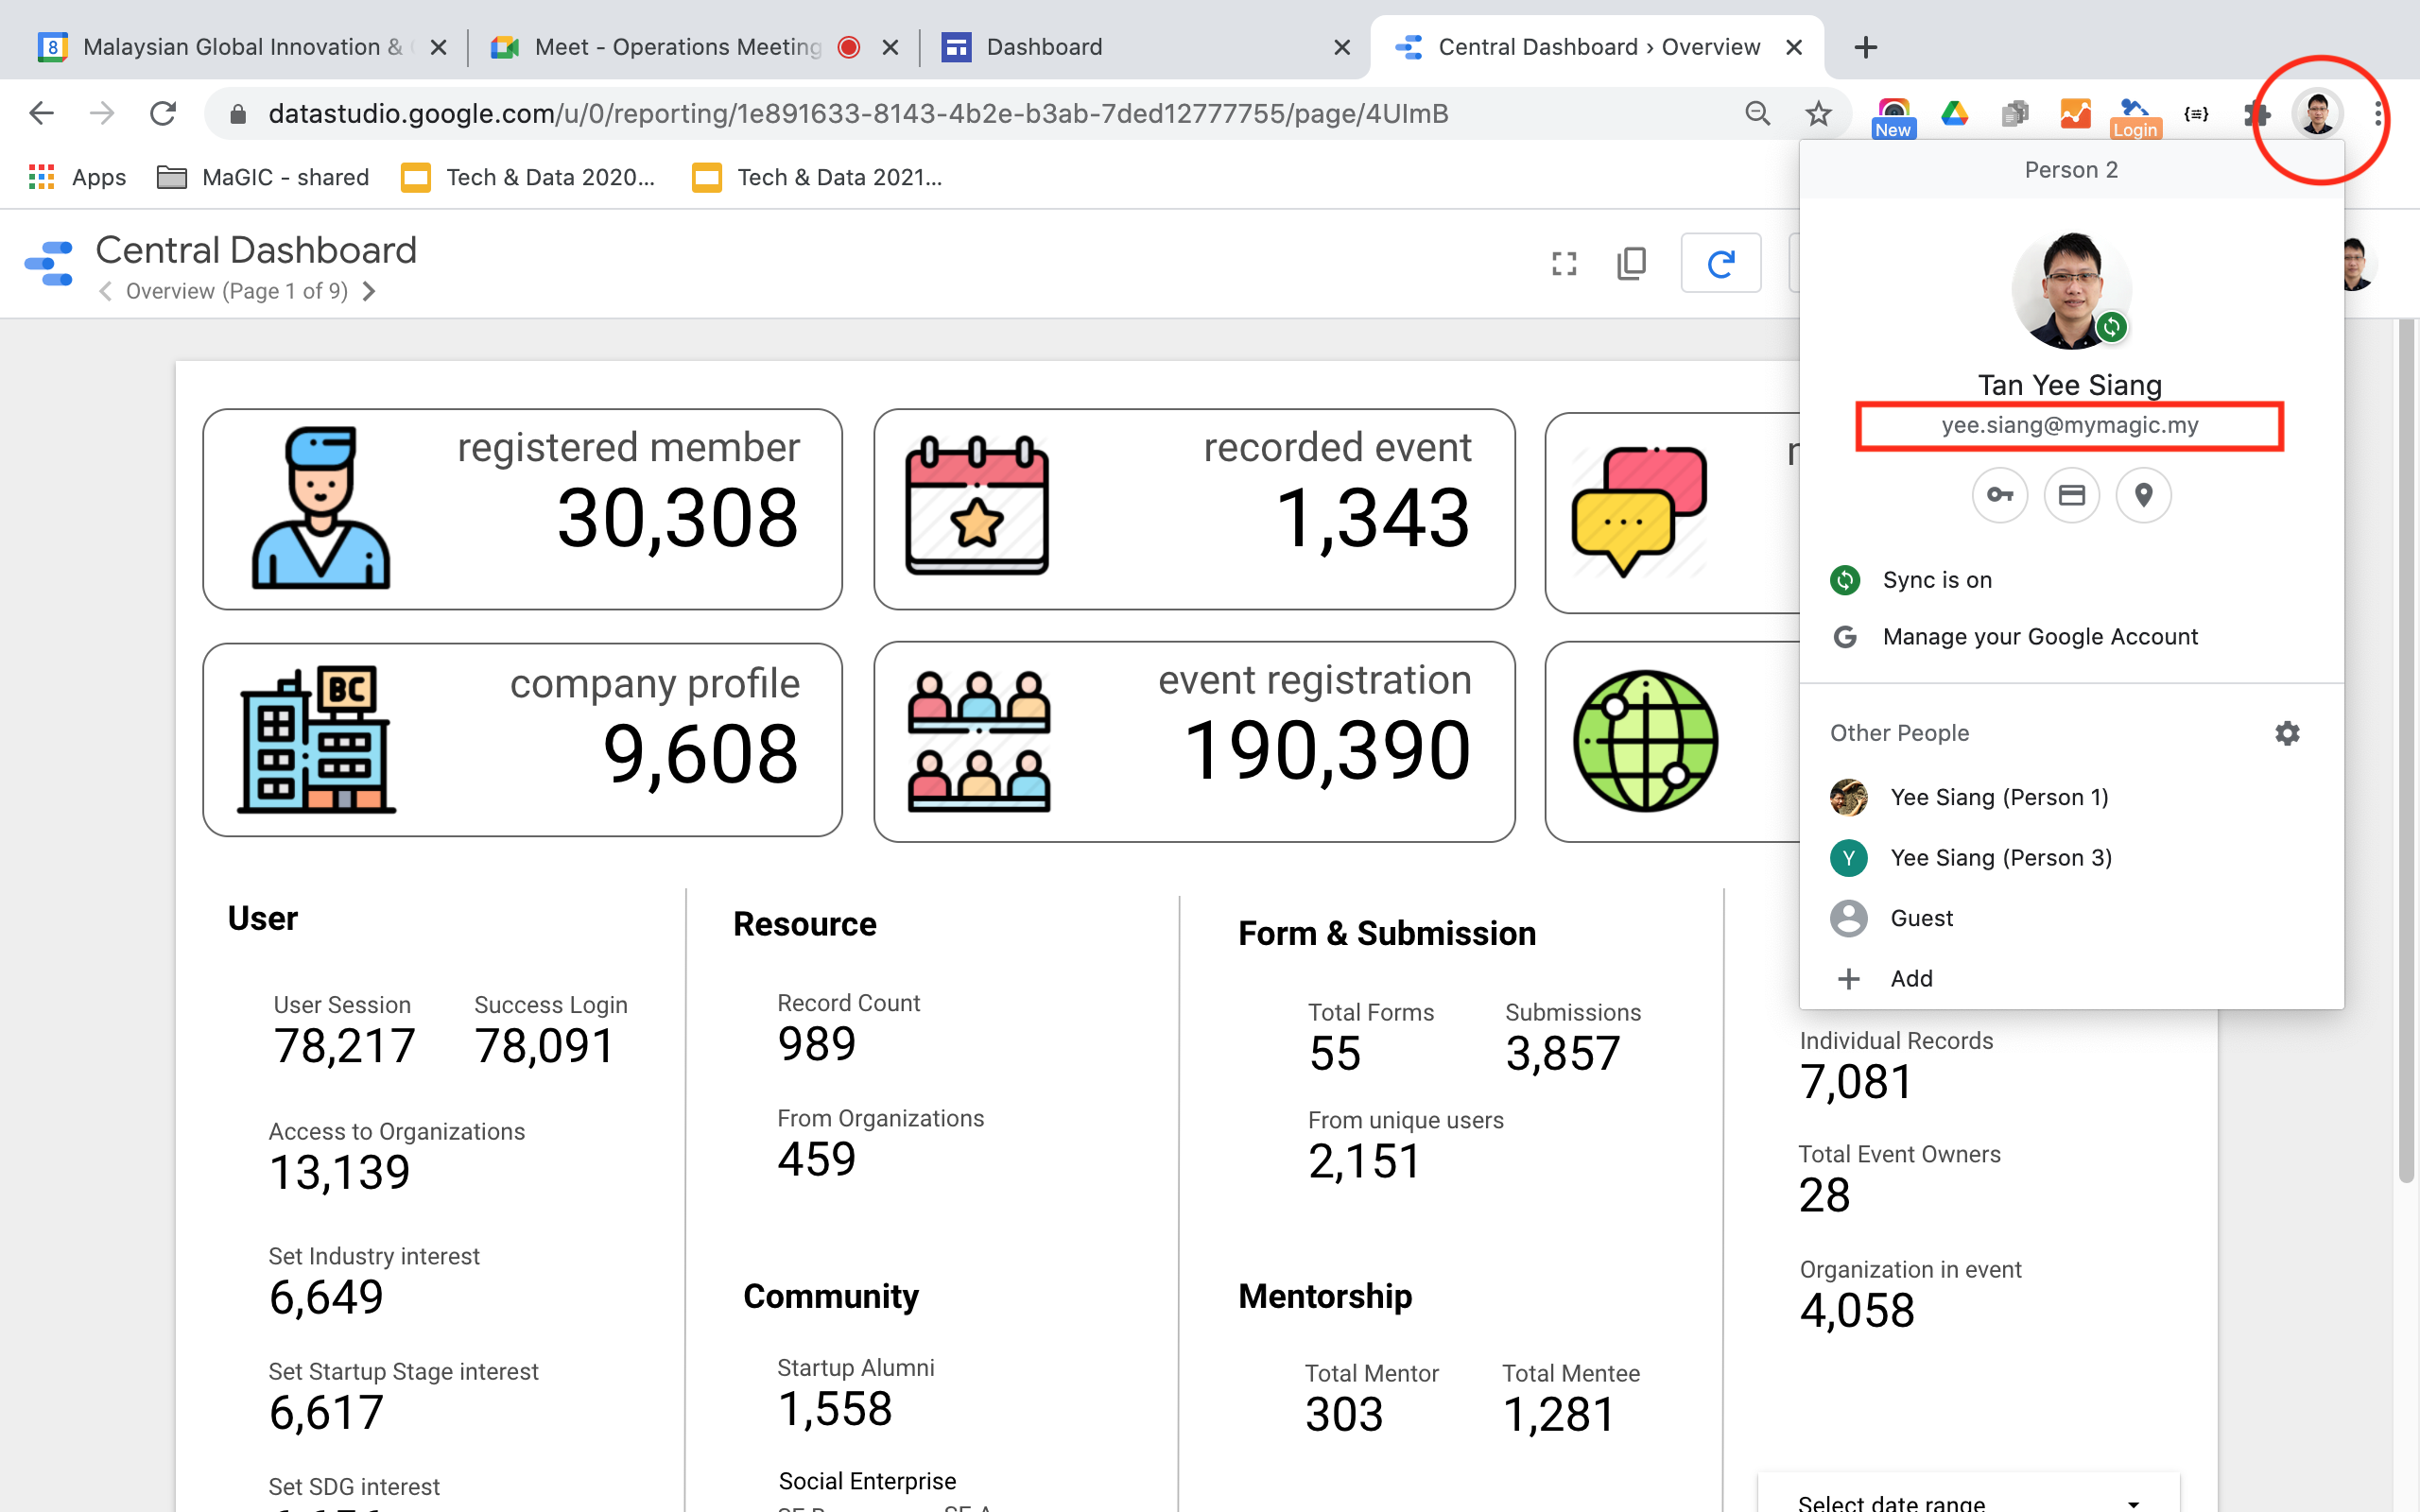 8 Malaysian Global Innovation &
Meet - Operations Meeting
Dashboard
Central Dashboard › Overview
datastudio.google.com/u/0/reporting/1e891633-8143-4b2e-b3ab-7ded12777755/page/4UImB
New
Login
Apps
MaGIC - shared
Tech & Data 2020...
Tech & Data 2021...
Central Dashboard
Overview (Page 1 of 9)
Person 2
Tan Yee Siang
yee.siang@mymagic.my
Sync is on
G Manage your Google Account
Other People
Yee Siang (Person 1)
Y Yee Siang (Person 3)
Guest
Add
registered member
30,308
recorded event
1,343
BC
company profile
9,608
event registration
190,390
User
User Session
78,217
Success Login
78,091
Access to Organizations
13,139
Set Industry interest
6,649
Set Startup Stage interest
6,617
Set SDG interest
Resource
Record Count
989
From Organizations
459
Community
Startup Alumni
1,558
Social Enterprise
Form & Submission
Total Forms
55
Submissions
3,857
From unique users
2,151
Mentorship
Total Mentor
303
Total Mentee
1,281
Individual Records
7,081
Total Event Owners
28
Organization in event
4,058
Select date range